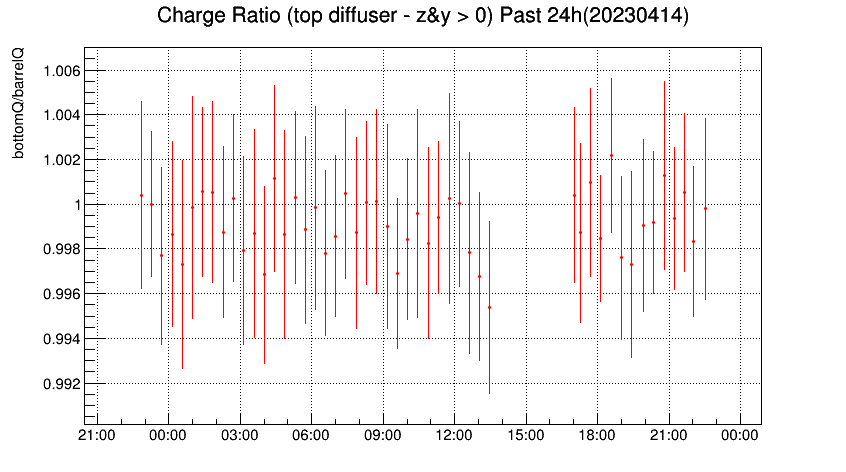 Charge Ratio (top diffuser - z&y > 0) Past 24h(20230414)
bottomQ/barrelQ
1.006
1.004
1.002
1
0.998
0.996
0.994
0.992
21:00 00:00 03:00 06:00 09:00 12:00 15:00 18:00 21:00 00:00